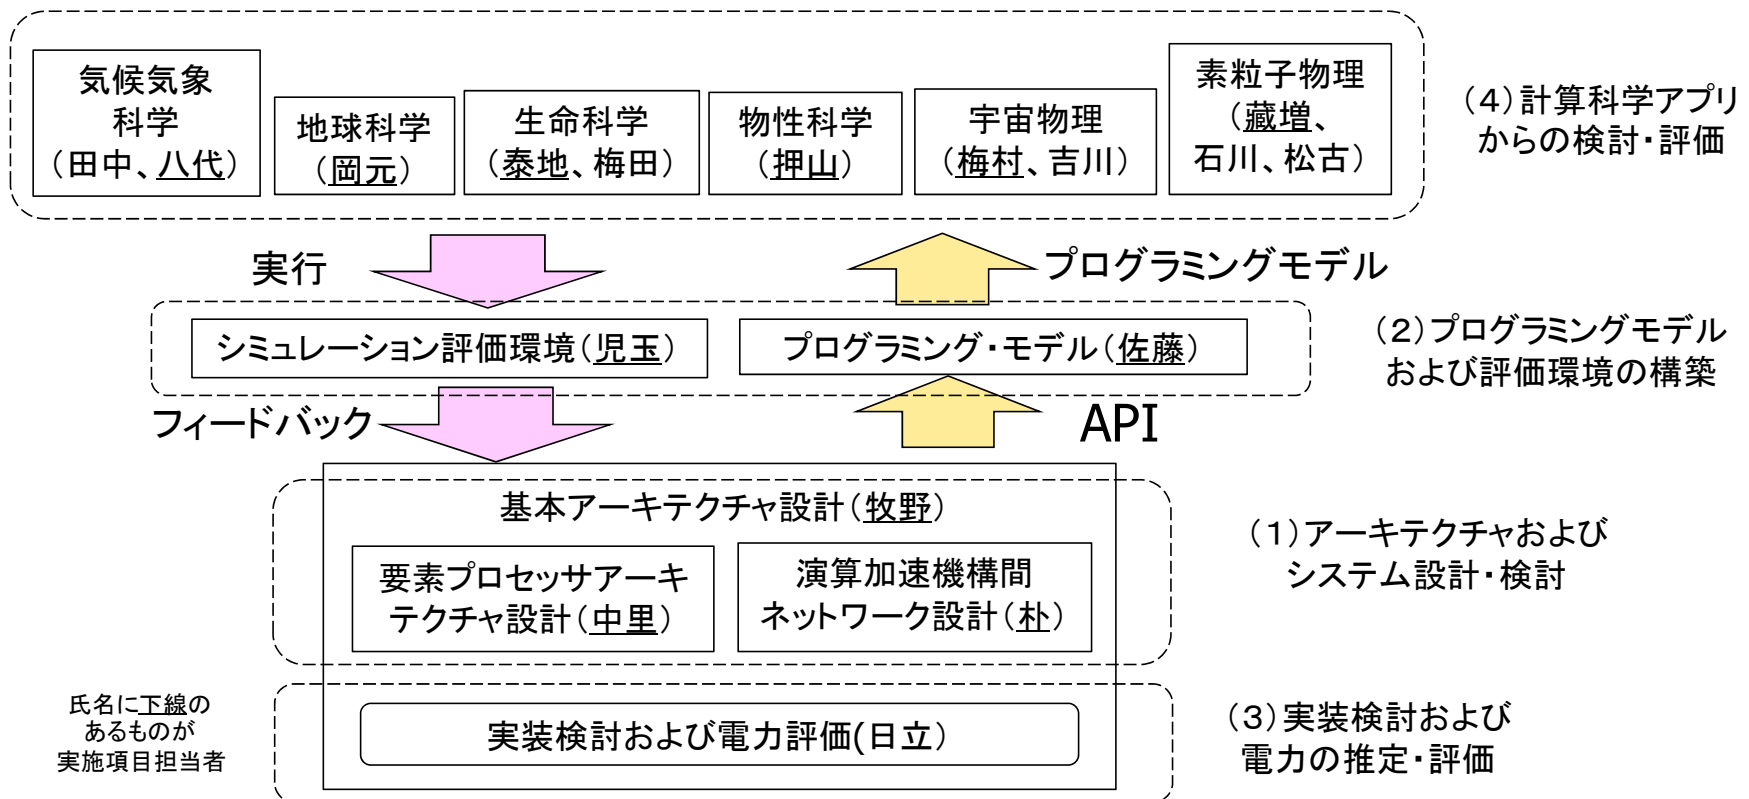 気候気象
科学
（田中、八代）
地球科学
（岡元）
生命科学
（泰地、梅田）
物性科学
（押山）
宇宙物理
（梅村、吉川）
素粒子物理
（藏増、
石川、松古）
（４）計算科学アプリ
からの検討・評価
実行
プログラミングモデル
シミュレーション評価環境（児玉）
プログラミング・モデル（佐藤）
（２）プログラミングモデル
および評価環境の構築
フィードバック
API
基本アーキテクチャ設計（牧野）
要素プロセッサアーキ
テクチャ設計（中里）
演算加速機構間
ネットワーク設計（朴）
（１）アーキテクチャおよび
システム設計・検討
氏名に下線の
あるものが
実施項目担当者
実装検討および電力評価(日立）
（３）実装検討および
電力の推定・評価